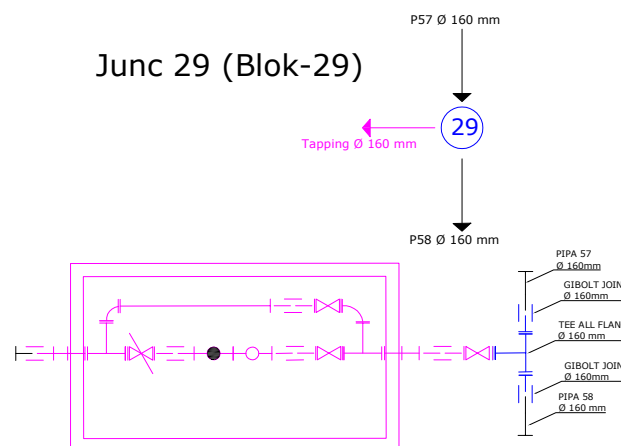 P57 Ø 160 mm
Junc 29 (Blok-29)
29
Tapping Ø 160 mm
P58 Ø 160 mm
PIPA 57
Ø 160mm
GIBOLT JOIN
Ø 160mm
TEE ALL FLAN
Ø 160 mm
GIBOLT JOIN
Ø 160mm
PIPA 58
Ø 160 mm